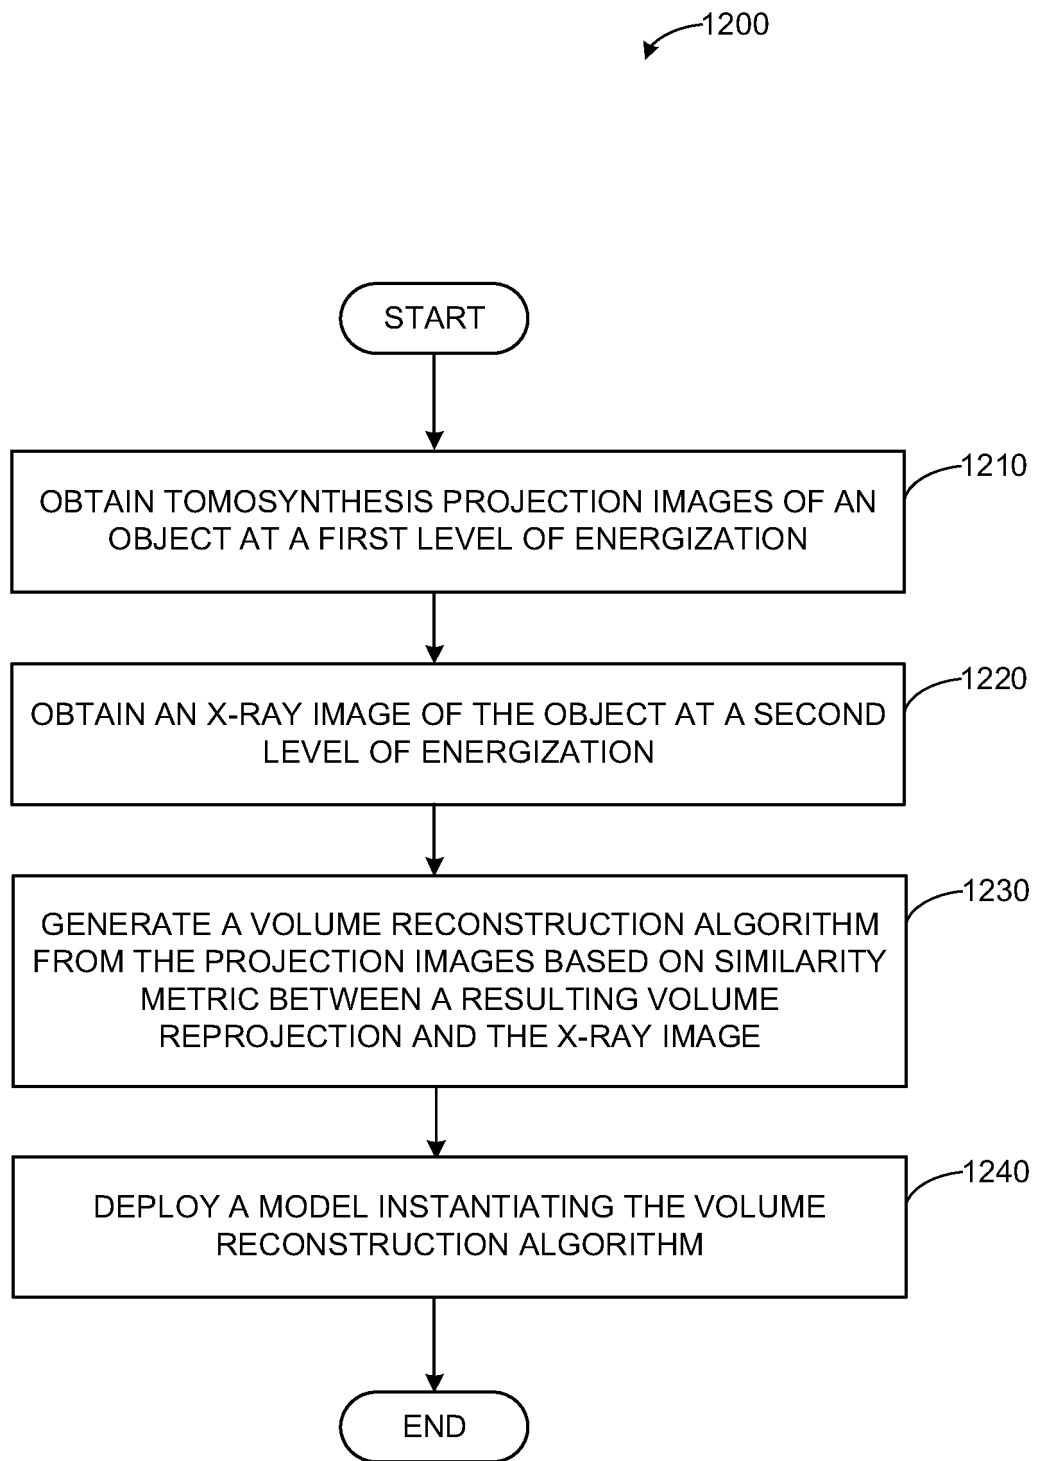 1200
START
1210
OBTAIN TOMOSYNTHESIS PROJECTION IMAGES OF AN
OBJECT AT A FIRST LEVEL OF ENERGIZATION
1220
OBTAIN AN X-RAY IMAGE OF THE OBJECT AT A SECOND
LEVEL OF ENERGIZATION
1230
GENERATE A VOLUME RECONSTRUCTION ALGORITHM
FROM THE PROJECTION IMAGES BASED ON SIMILARITY
METRIC BETWEEN A RESULTING VOLUME
REPROJECTION AND THE X-RAY IMAGE
1240
DEPLOY A MODEL INSTANTIATING THE VOLUME
RECONSTRUCTION ALGORITHM
END